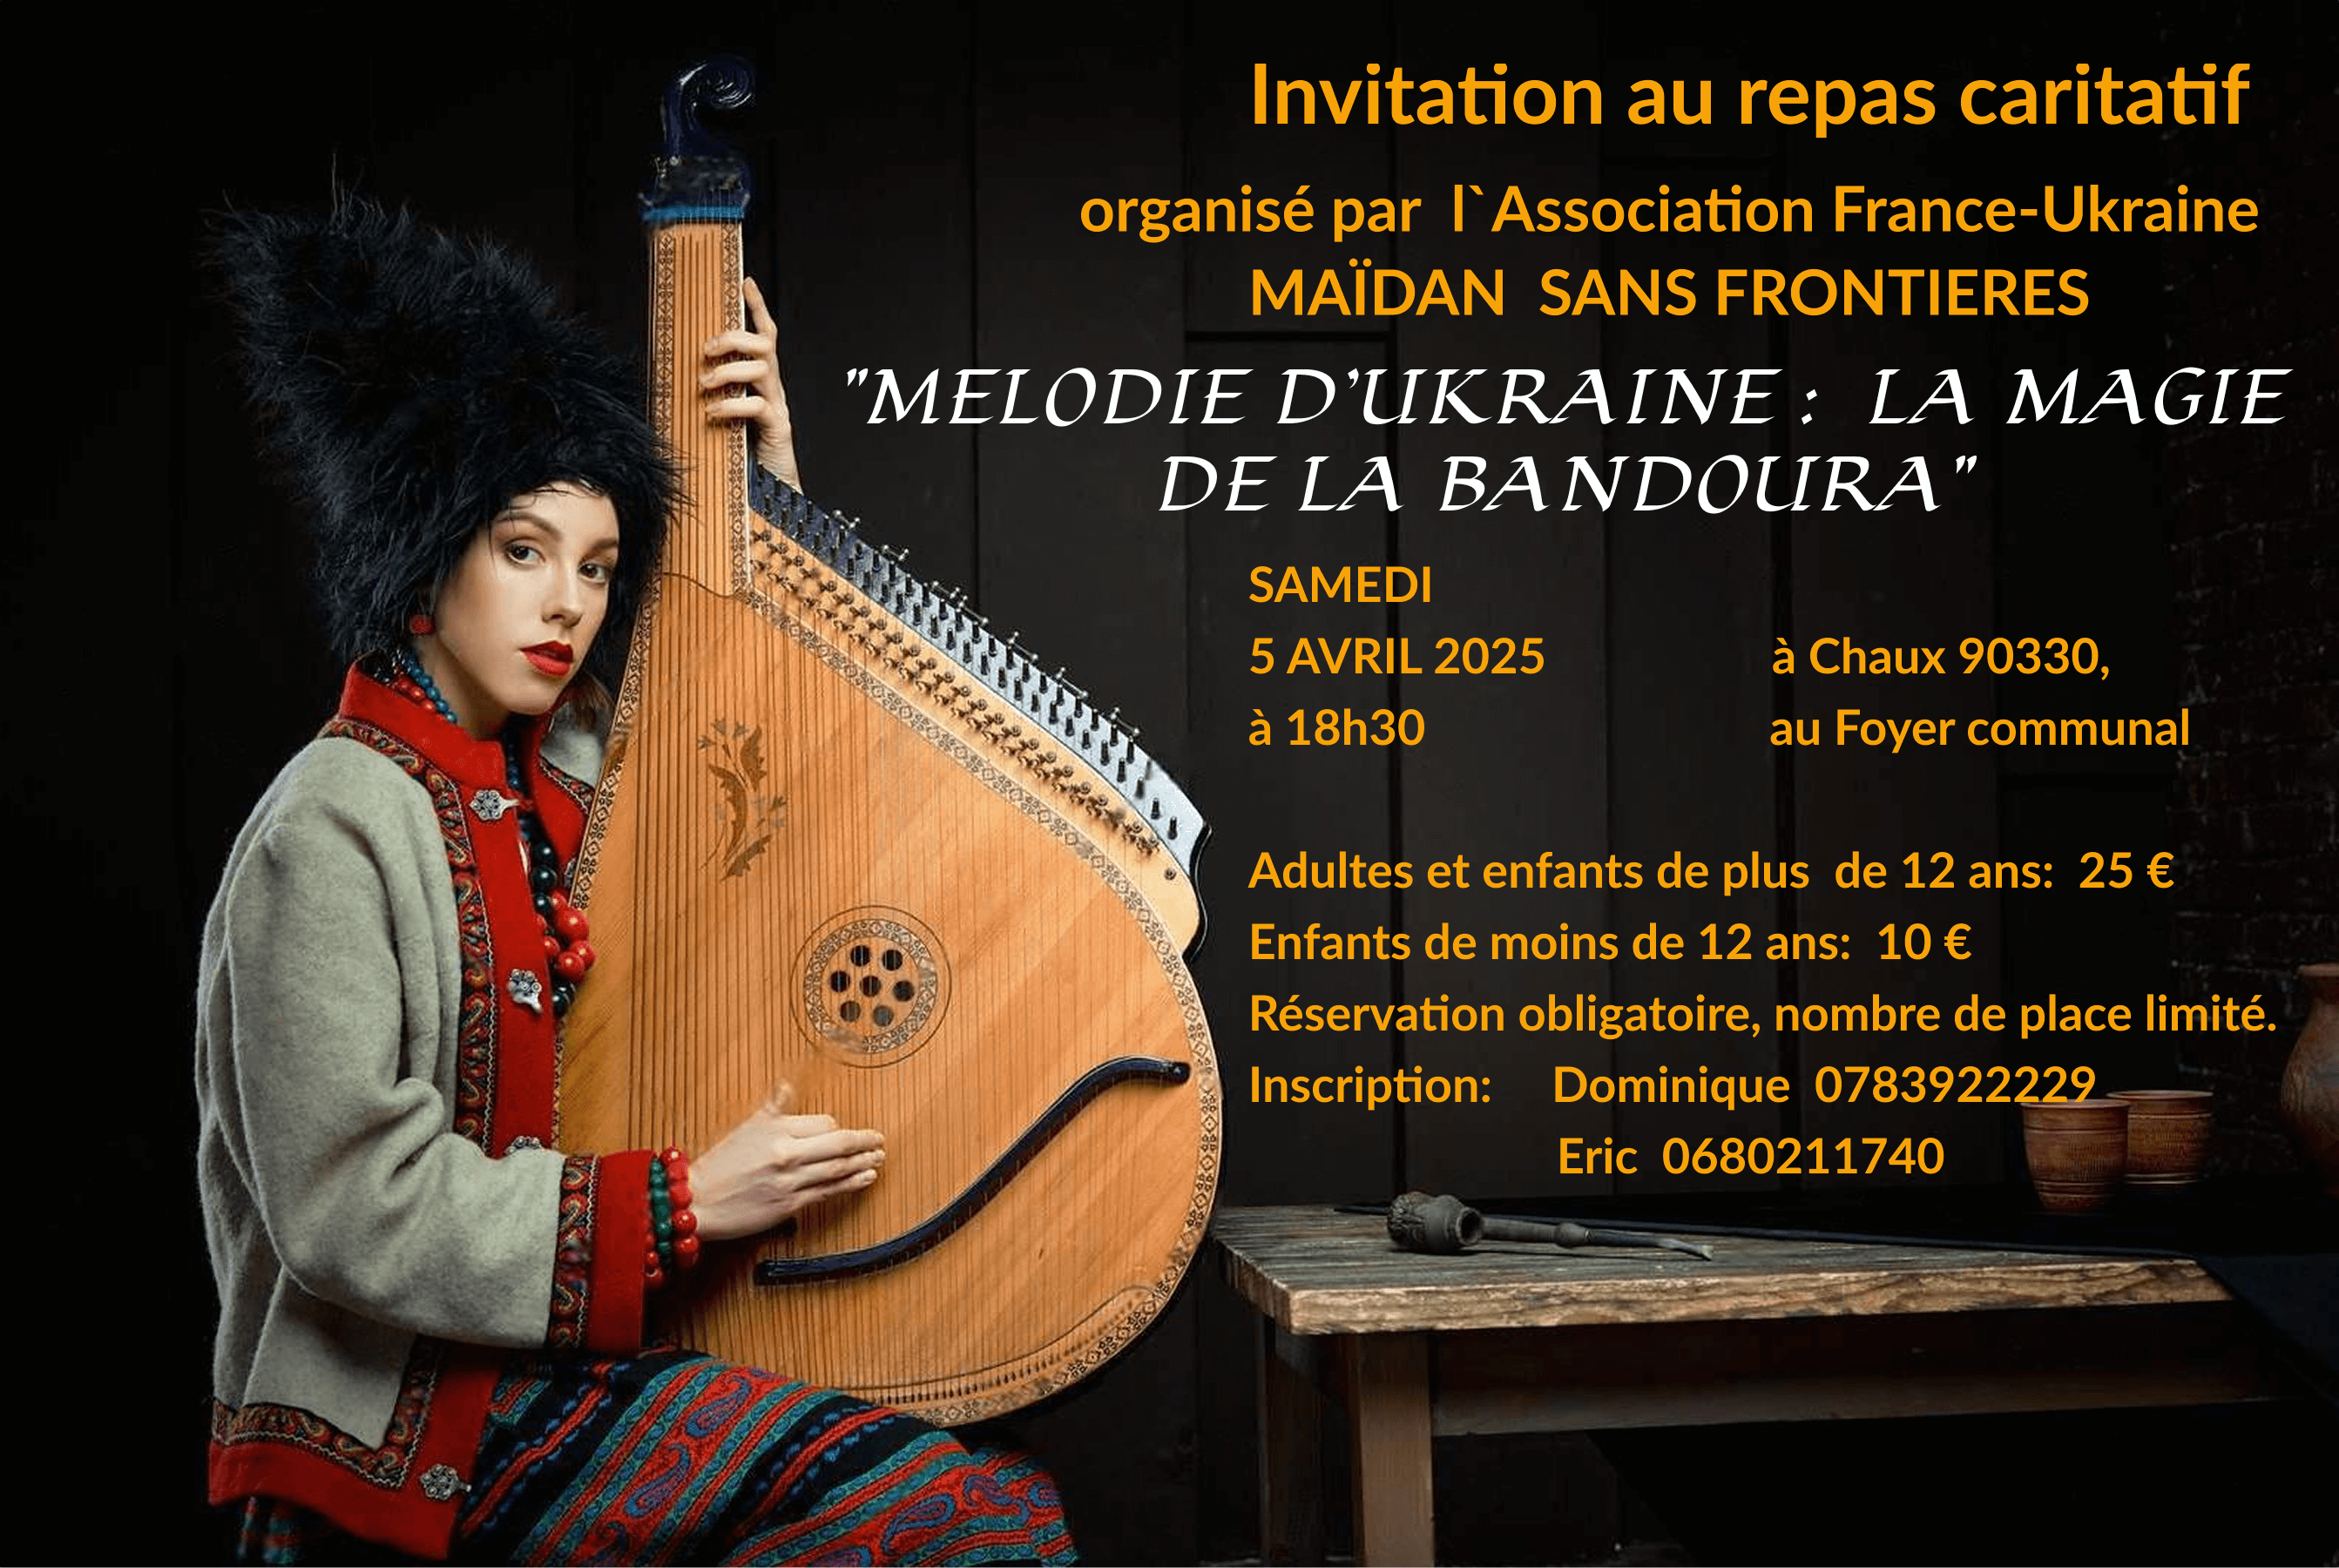 Invitation au repas caritatif
organisé par l`Association France-Ukraine
MAÏDAN SANS FRONTIERES
"MELODIE D'UKRAINE : LA MAGIE
DE LA BANDOURA"
SAMEDI
5 AVRIL 2025 à Chaux 90330,
à 18h30 au Foyer communal
Adultes et enfants de plus de 12 ans: 25 €
Enfants de moins de 12 ans: 10 €
Réservation obligatoire, nombre de place limité.
Inscription: Dominique 0783922229
Eric 0680211740